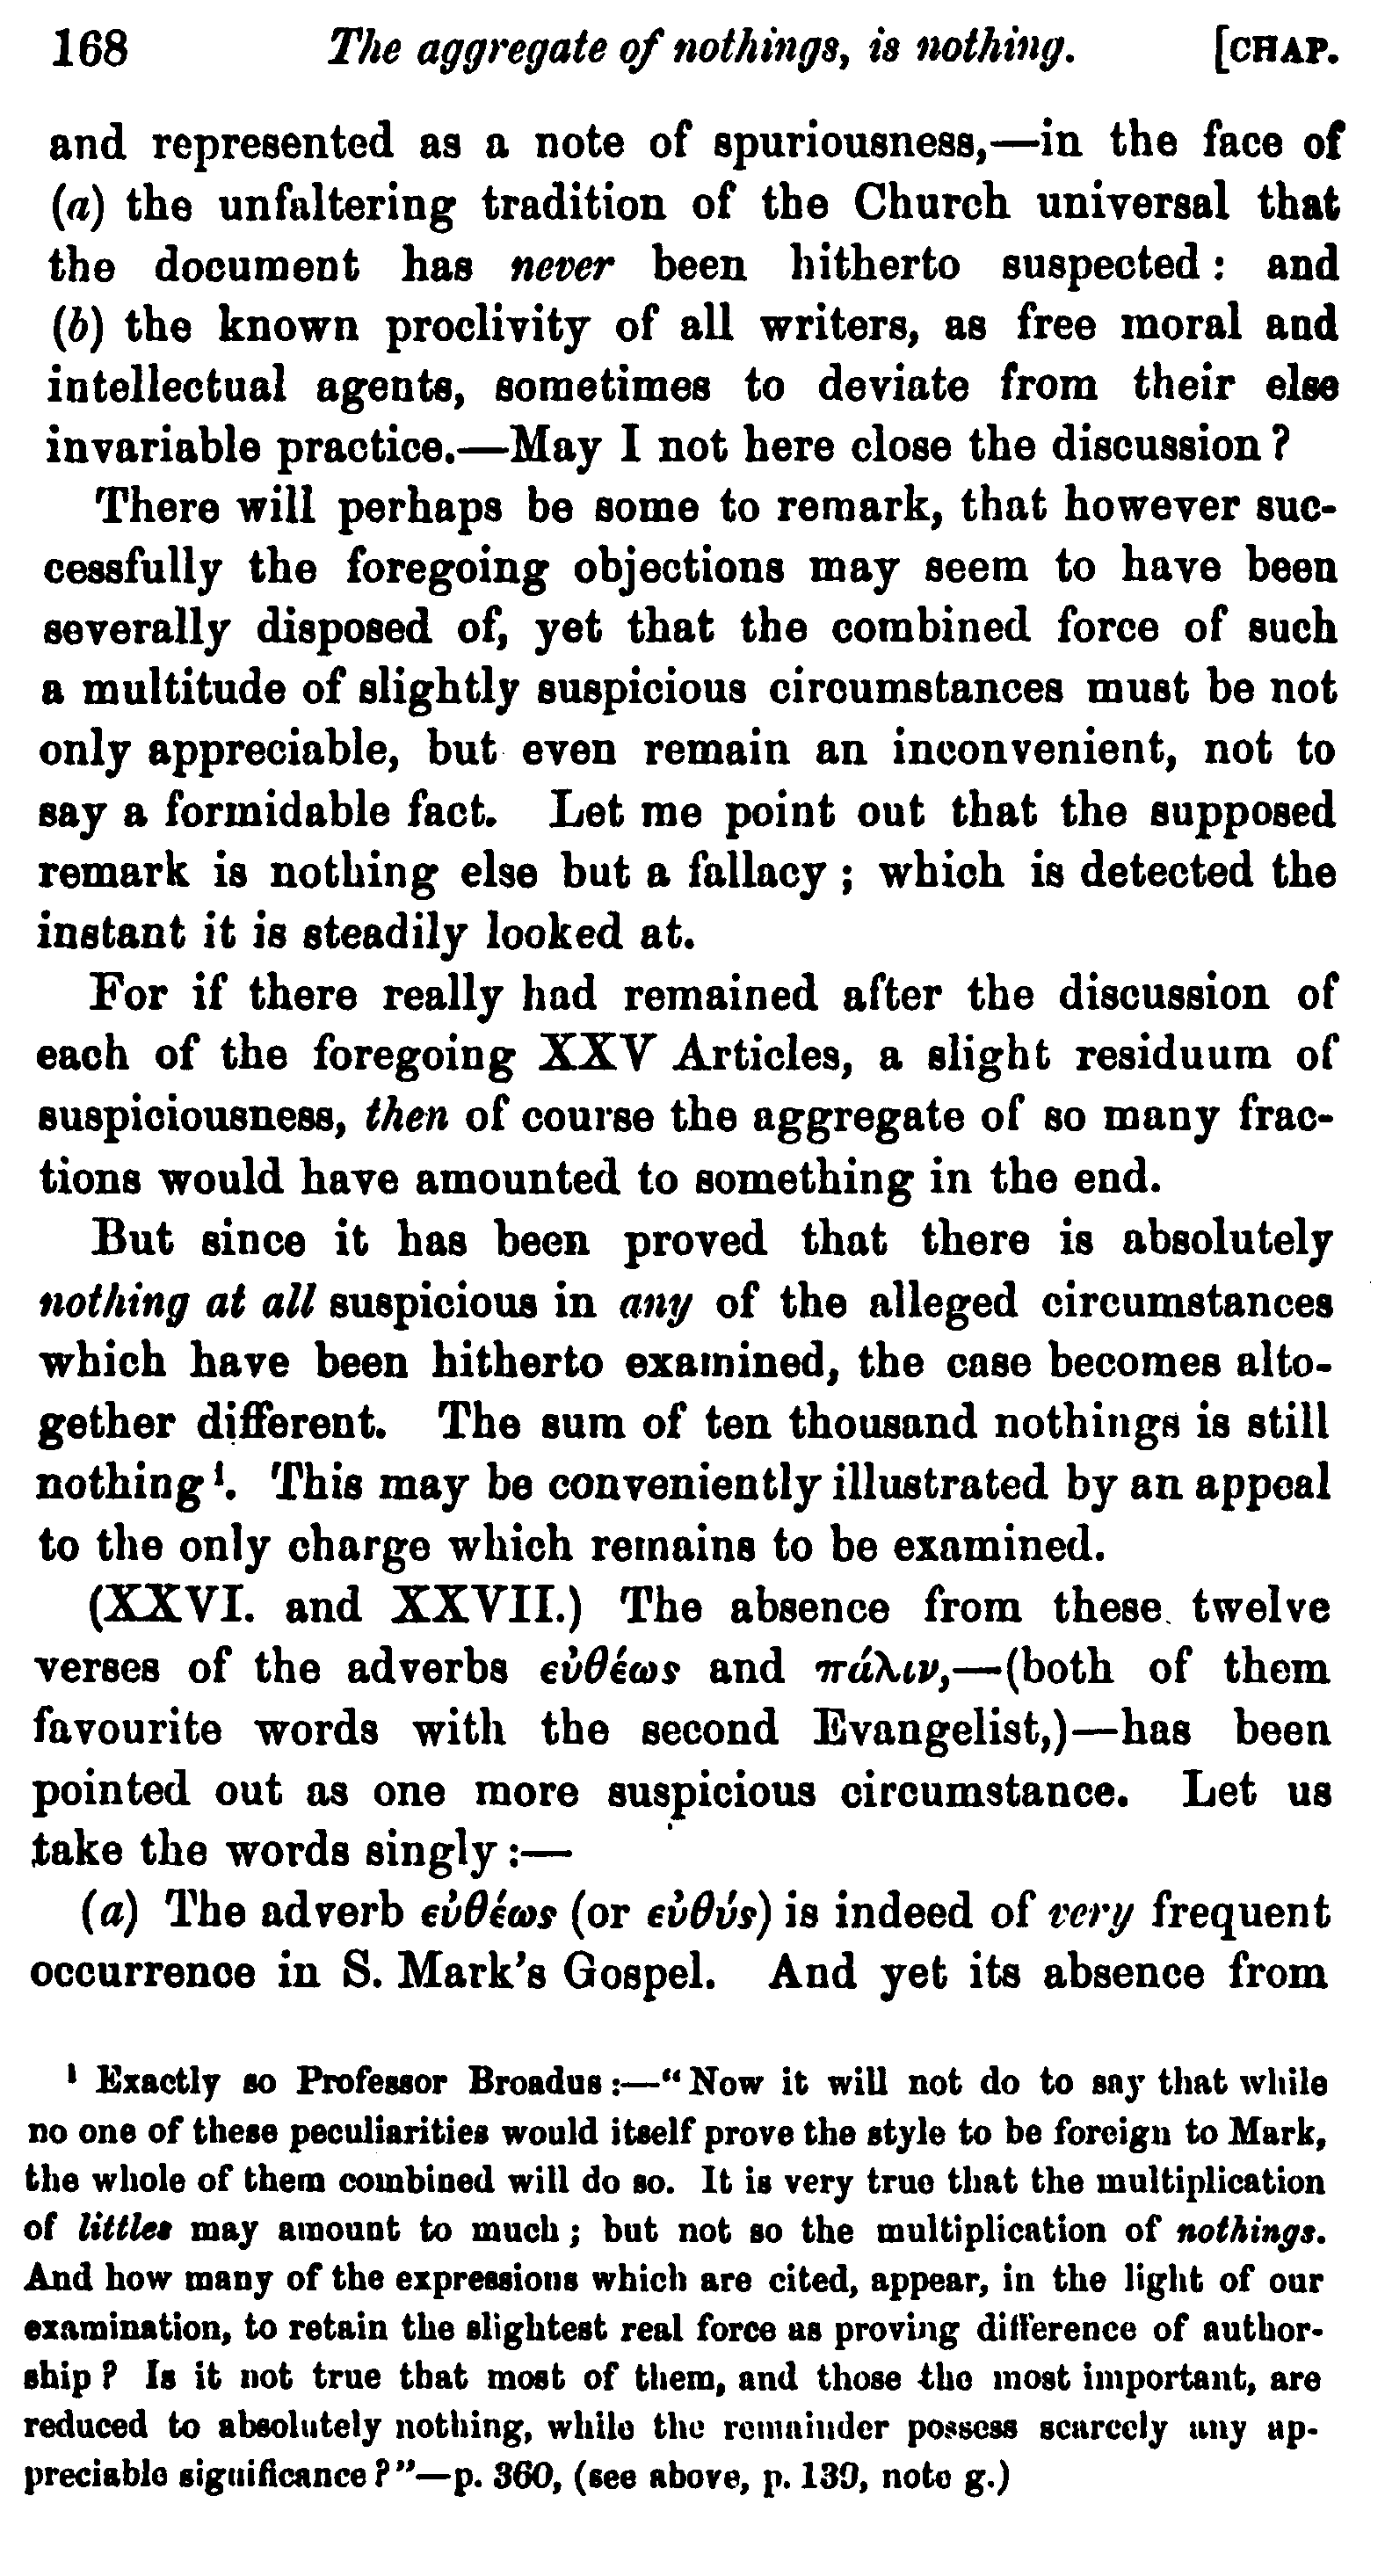 168 The aggregate of nothings, is nothing. [CHAP.
and represented as a note of spuriousness,—in the face of
(a) the unfaltering tradition of the Church universal that
the document has never been hitherto suspected : and
(b) the known proclivity of all writers, as free moral and
intellectual agents, sometimes to deviate from their else
invariable practice.—May I not here close the discussion ?
There will perhaps be some to remark, that however suc-
cessfully the foregoing objections may seem to have been
severally disposed of, yet that the combined force of such
a multitude of slightly suspicious circumstances must be not
only appreciable, but even remain an inconvenient, not to
say a formidable fact. Let me point out that the supposed
remark is nothing else but a fallacy ; which is detected the
instant it is steadily looked at.
For if there really had remained after the discussion of
each of the foregoing XXV Articles, a slight residuum of
suspiciousness, then of course the aggregate of so many frac-
tions would have amounted to something in the end.
But since it has been proved that there is absolutely
nothing at all suspicious in any of the alleged circumstances
which have been hitherto examined, the case becomes alto-
gether different. The sum of ten thousand nothings is still
nothing¹. This may be conveniently illustrated by an appeal
to the only charge which remains to be examined.
(XXVI. and XXVII.) The absence from these twelve
verses of the adverbs εὐθέως and πάλιν,—(both of them
favourite words with the second Evangelist,)—has been
pointed out as one more suspicious circumstance. Let us
take the words singly :—
(a) The adverb εὐθέως (or εὐθύς) is indeed of very frequent
occurrence in S. Mark's Gospel. And yet its absence from
¹ Exactly so Professor Broadus :—“Now it will not do to say that while
no one of these peculiarities would itself prove the style to be foreign to Mark,
the whole of them combined will do so. It is very true that the multiplication
of littles may amount to much ; but not so the multiplication of nothings.
And how many of the expressions which are cited, appear, in the light of our
examination, to retain the slightest real force as proving difference of author-
ship ? Is it not true that most of them, and those the most important, are
reduced to absolutely nothing, while the remainder possess scarcely any ap-
preciable significance ?”—p. 360, (see above, p. 139, note g.)